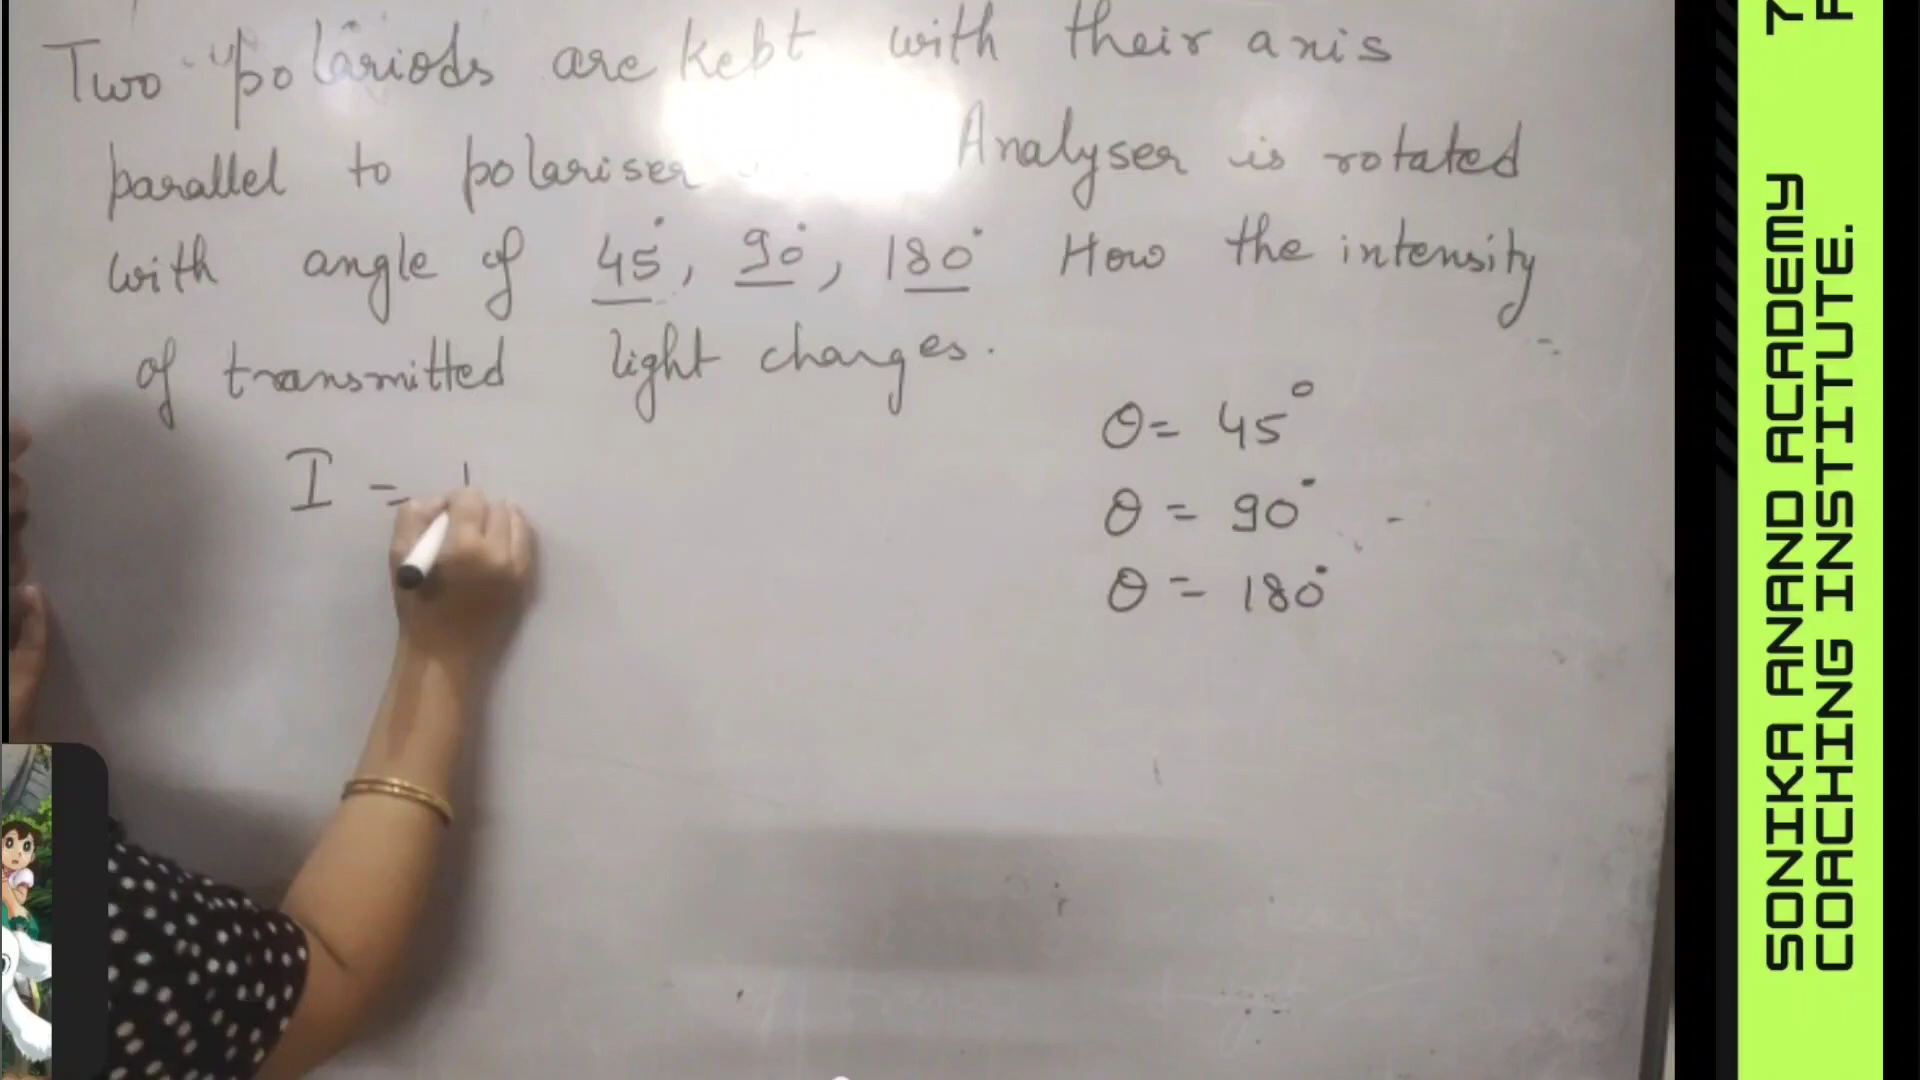 Two polariods are kept with their axis
parallel to polariser Analyser is rotated
with angle of 45°, 90°, 180° How the intensity
of transmitted light changes.
θ = 45°
I =
θ = 90°
θ = 180°
SONIKA ANAND ACADEMY
COACHING INSTITUTE.